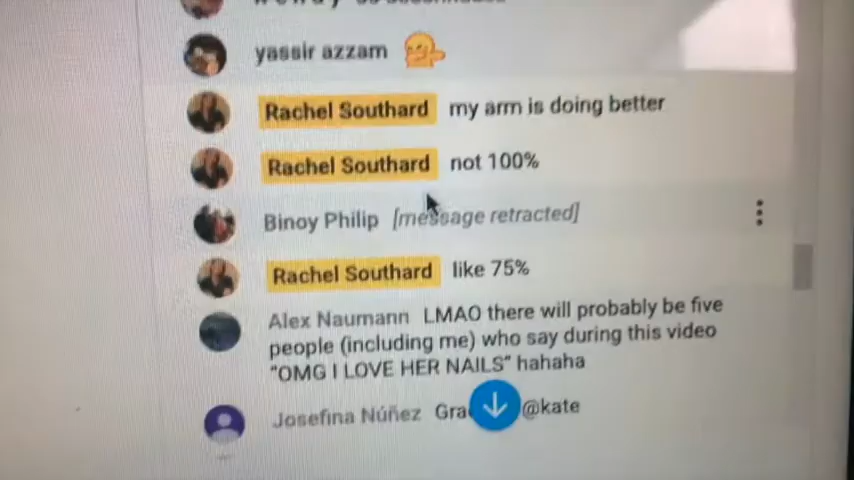 yassir azzam
Rachel Southard my arm is doing better
Rachel Southard not 100%
Binoy Philip [message retracted]
Rachel Southard like 75%
Alex Naumann LMAO there will probably be five
people (including me) who say during this video
"OMG I LOVE HER NAILS" hahaha
Josefina Núñez @kate